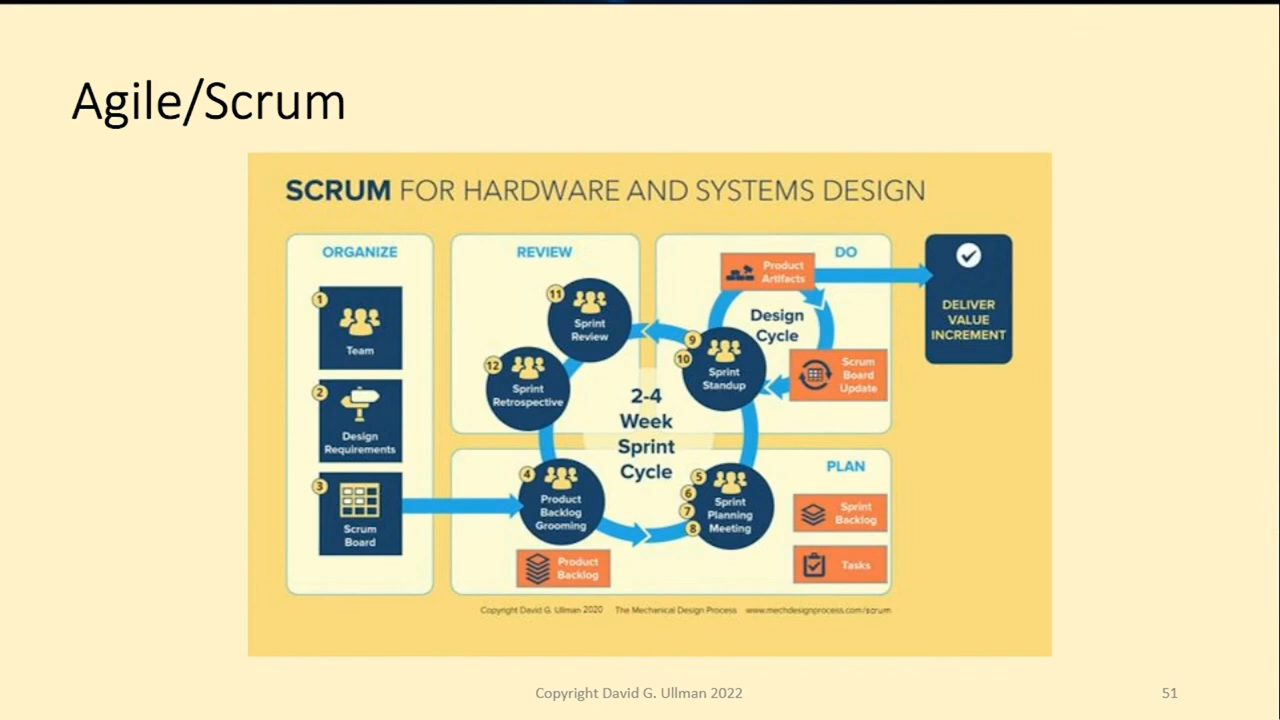 Agile/Scrum
SCRUM FOR HARDWARE AND SYSTEMS DESIGN
ORGANIZE
1
Team
2
Design
Requirements
3
Scrum
Board
REVIEW
11
Sprint
Review
12
Sprint
Retrospective
DO
Product
Artifacts
Design
Cycle
9
10
Sprint
Standup
Scrum
Board
Update
DELIVER
VALUE
INCREMENT
2-4
Week
Sprint
Cycle
PLAN
4
Product
Backlog
Grooming
Product
Backlog
5
6
7
8
Sprint
Planning
Meeting
Sprint
Backlog
Tasks
Copyright David G. Ullman 2020 The Mechanical Design Process www.mechdesignprocess.com/scrum
Copyright David G. Ullman 2022
51